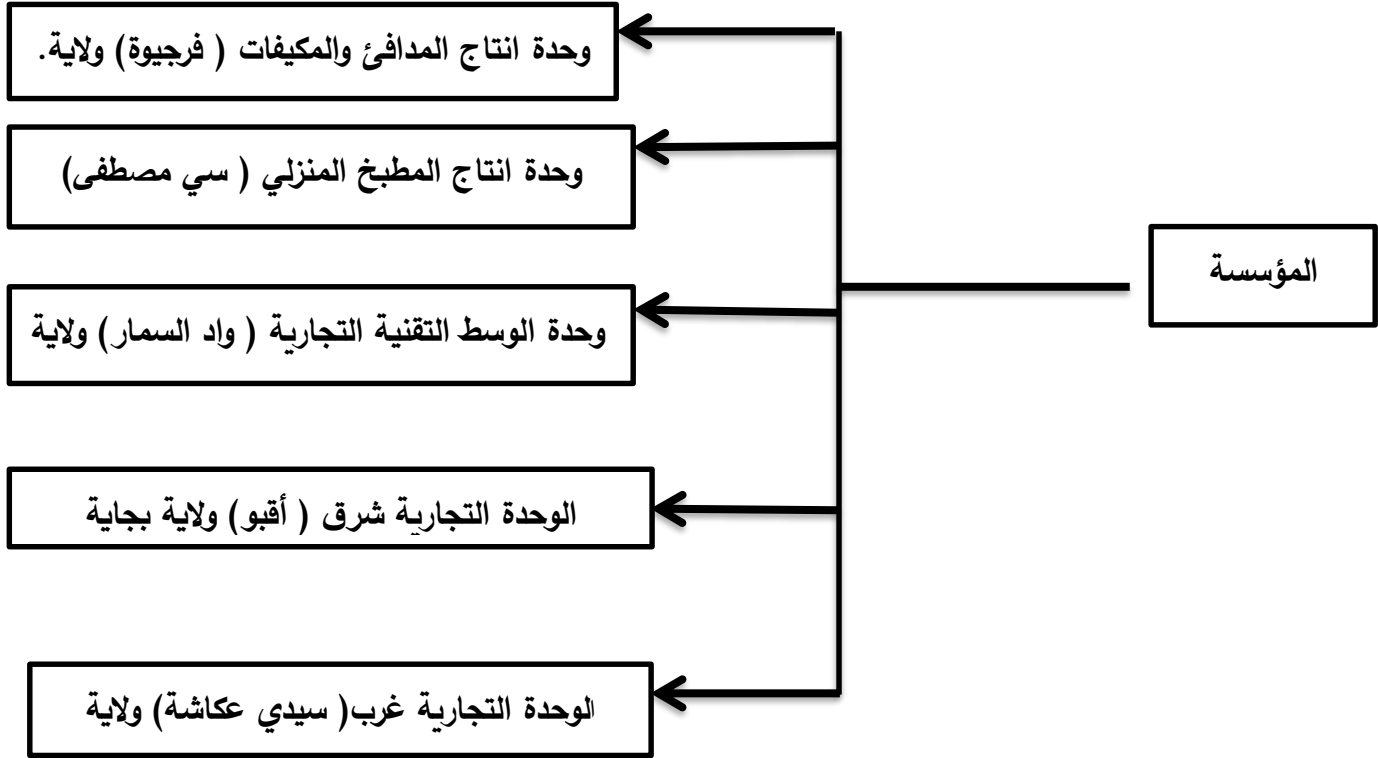 وحدة انتاج المدافئ والمكيفات ( فرجيوة) ولاية.
وحدة انتاج المطبخ المنزلي ( سي مصطفى)
المؤسسة
وحدة الوسط التقنية التجارية ( واد السمار) ولاية
الوحدة التجارية شرق ( أقبو) ولاية بجاية
الوحدة التجارية غرب( سيدي عكاشة) ولاية